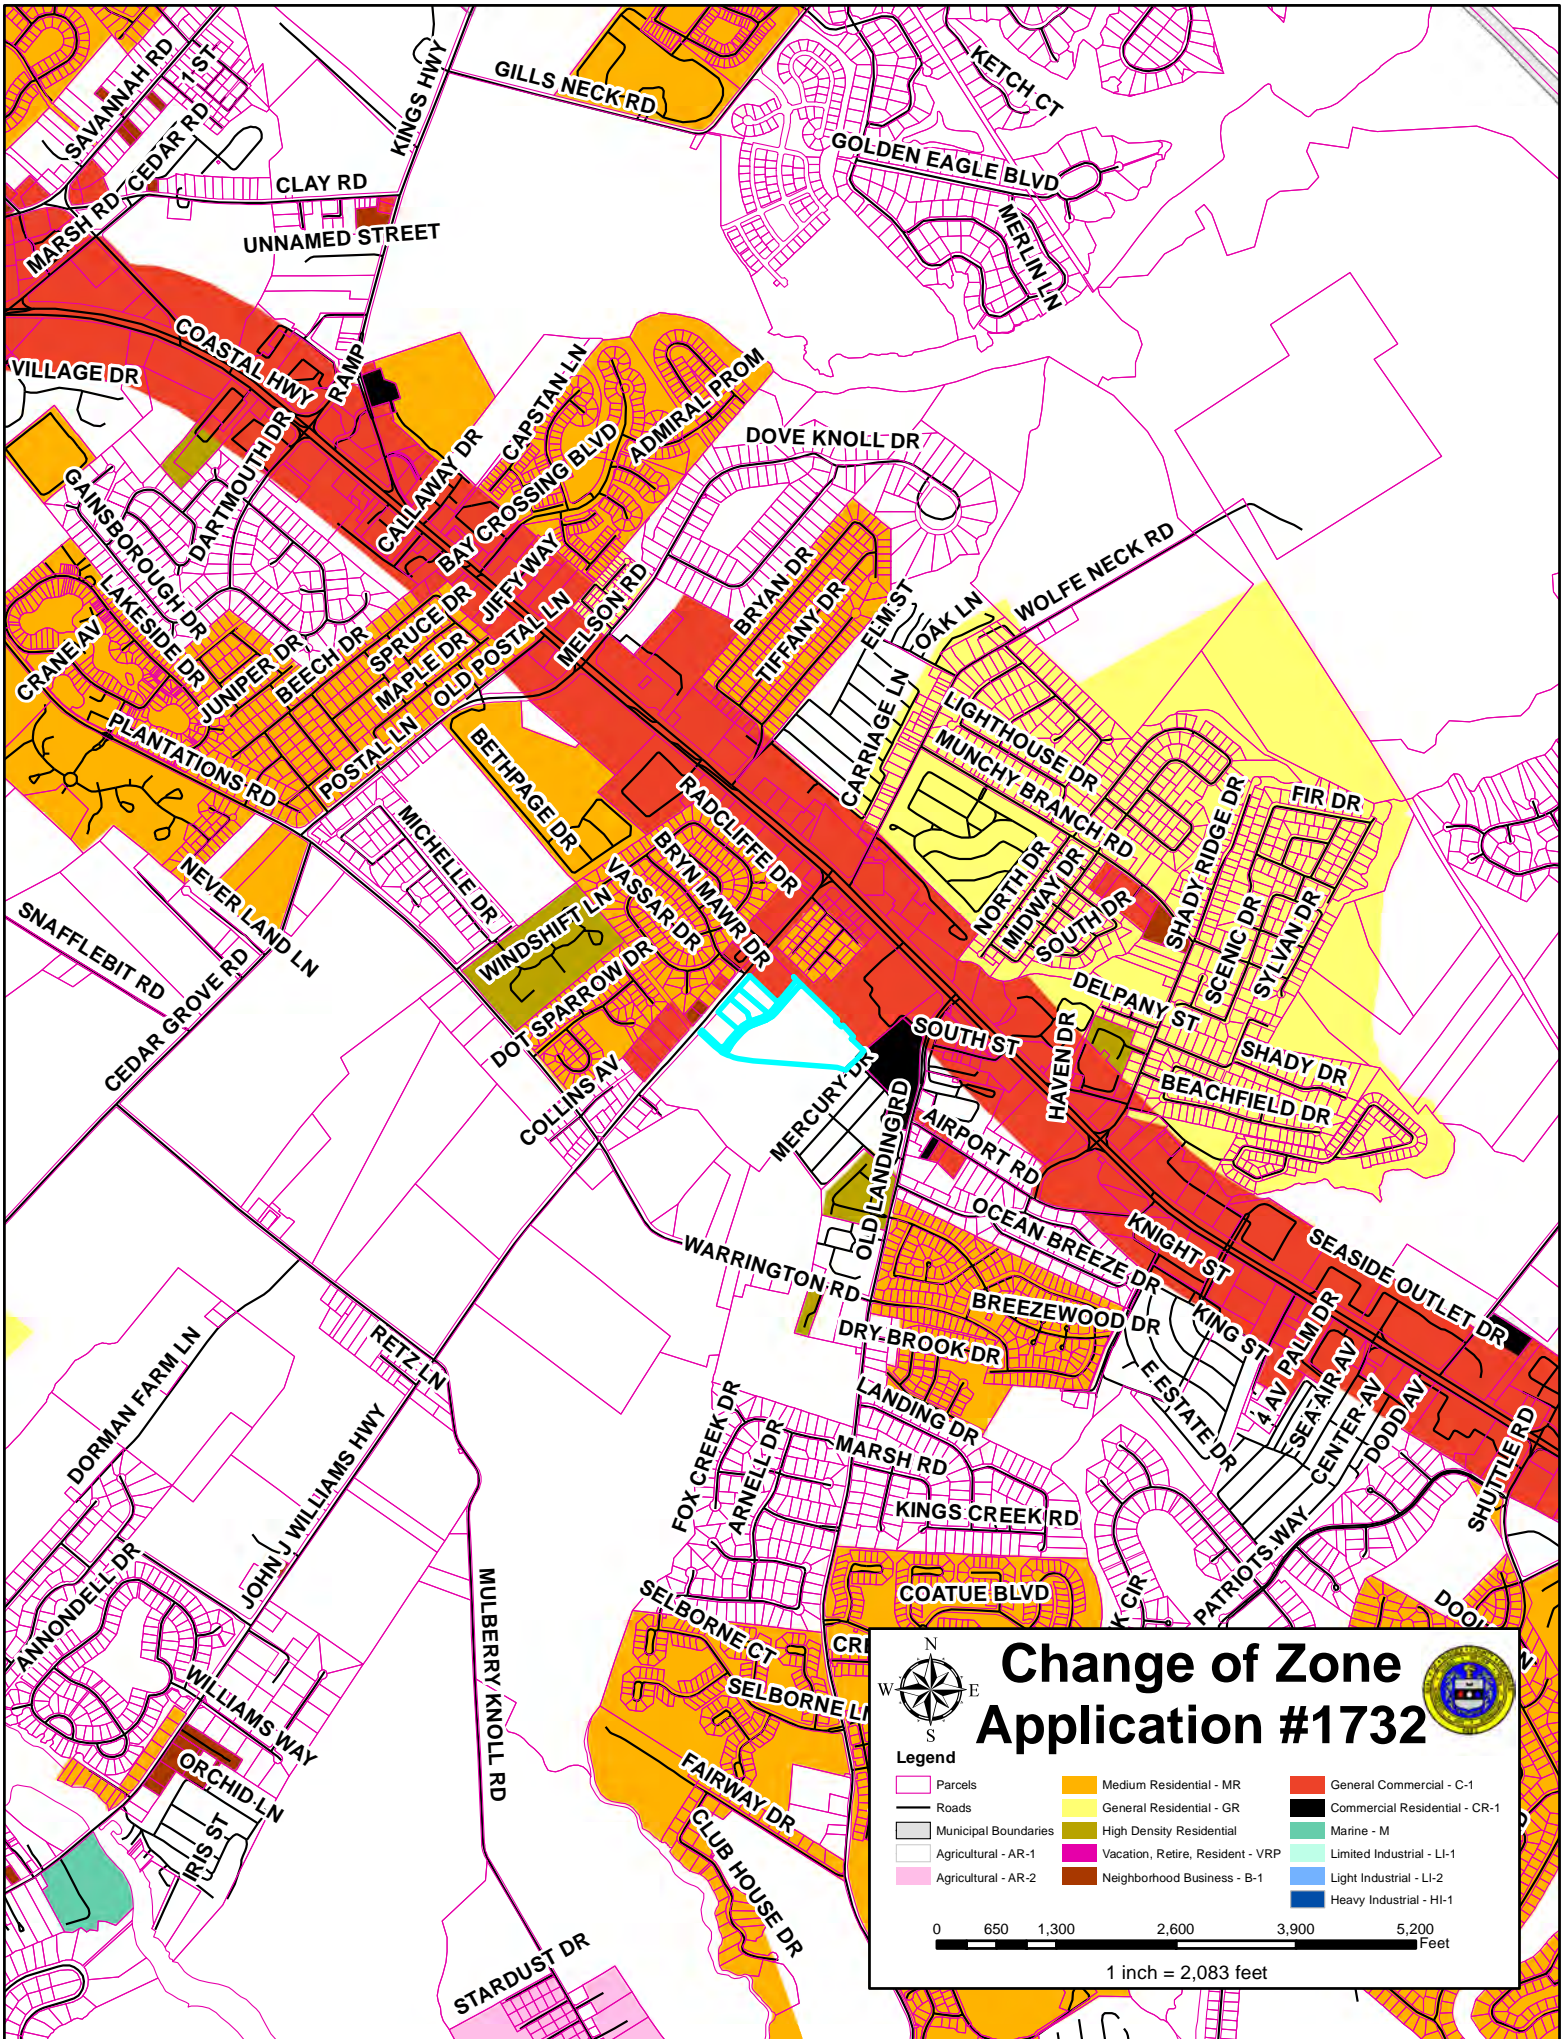 KETCH CT
SAVANNAH RD
1 ST
KINGS HWY
GILLS NECK RD
CEDAR RD
GOLDEN EAGLE BLVD
CLAY RD
MARSH RD
UNNAMED STREET
MERLIN LN
COASTAL HWY
RAMP
VILLAGE DR
CAPSTAN LN
ADMIRAL PROM
DOVE KNOLL DR
DARTMOUTH DR
CALLAWAY DR
BAY CROSSING BLVD
GAINSBOROUGH DR
LAKESIDE DR
CRANE AV
JIFFY WAY
MELSON RD
BRYAN DR
TIFFANY DR
ELM ST
OAK LN
WOLFE NECK RD
SPRUCE DR
JUNIPER DR
BEECH DR
MAPLE DR
OLD POSTAL LN
POSTAL LN
PLANTATIONS RD
BETHPAGE DR
CARRIAGE LN
LIGHTHOUSE DR
MUNCHY BRANCH RD
RADCLIFFE DR
FIR DR
MICHELLE DR
BRYN MAWR DR
VASSAR DR
NEVER LAND LN
SNAFFLEBIT RD
WINDSHIFT LN
NORTH DR
MIDWAY DR
SOUTH DR
SHADY RIDGE DR
SCENIC DR
SYLVAN DR
DOT SPARROW DR
CEDAR GROVE RD
DELPANY ST
SOUTH ST
HAVEN DR
SHADY DR
BEACHFIELD DR
COLLINS AV
MERCURY DR
OLD LANDING RD
AIRPORT RD
OCEAN BREEZE DR
KNIGHT ST
SEASIDE OUTLET DR
WARRINGTON RD
BREEZEWOOD DR
KING ST
DRY BROOK DR
4 AV
PALM DR
SEA AIR AV
CENTER AV
DODD AV
E ESTATE DR
DORMAN FARM LN
RETZ LN
LANDING DR
FOX CREEK DR
ARNELL DR
MARSH RD
KINGS CREEK RD
SHUTTLE RD
JOHN J WILLIAMS HWY
PATRIOTS WAY
ANNONDELL DR
MULBERRY KNOLL RD
COATUE BLVD
SELBORNE CT
K CIR
SELBORNE LN
WILLIAMS WAY
ORCHID LN
IRIS ST
FAIRWAY DR
CLUB HOUSE DR
STARDUST DR
N
W E
S
Change of Zone
Application #1732
Legend
Parcels
Roads
Municipal Boundaries
Agricultural - AR-1
Agricultural - AR-2
Medium Residential - MR
General Residential - GR
High Density Residential
Vacation, Retire, Resident - VRP
Neighborhood Business - B-1
General Commercial - C-1
Commercial Residential - CR-1
Marine - M
Limited Industrial - LI-1
Light Industrial - LI-2
Heavy Industrial - HI-1
0 650 1,300 2,600 3,900 5,200
Feet
1 inch = 2,083 feet